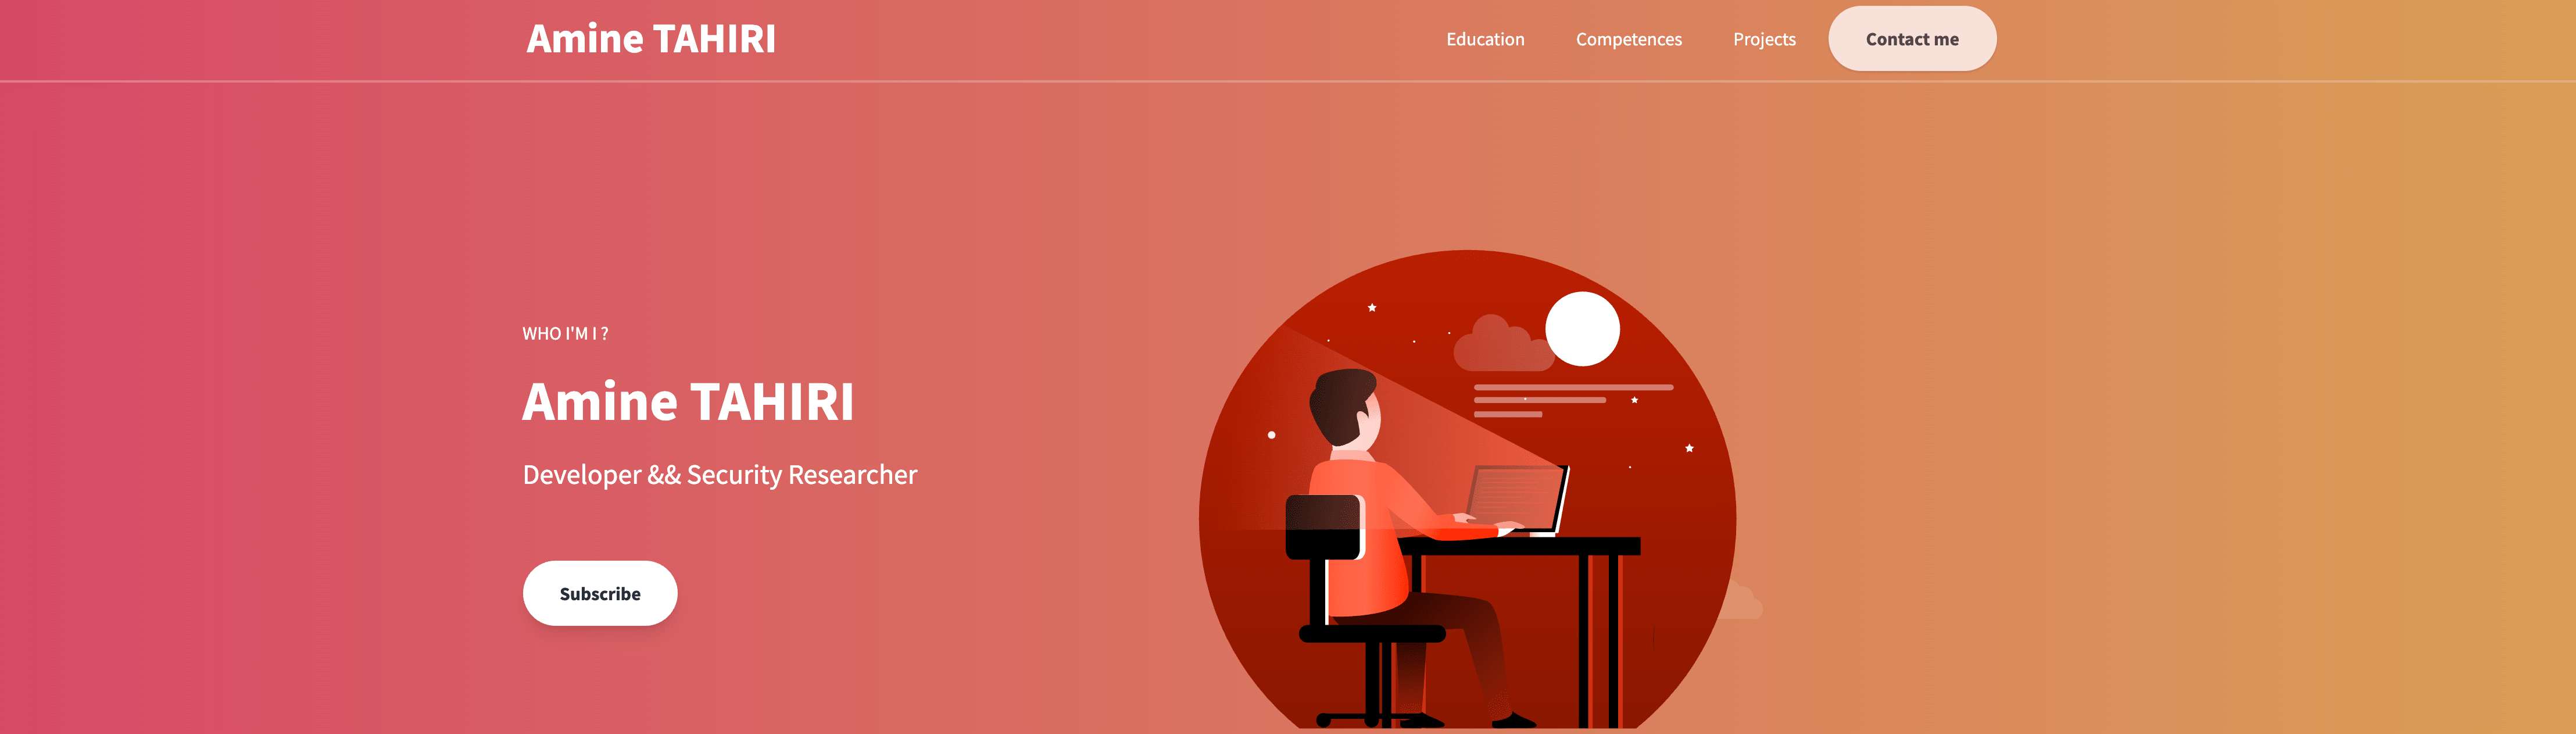 Amine TAHIRI
Education Competences Projects Contact me
WHO I'M I ?
Amine TAHIRI
Developer && Security Researcher
Subscribe